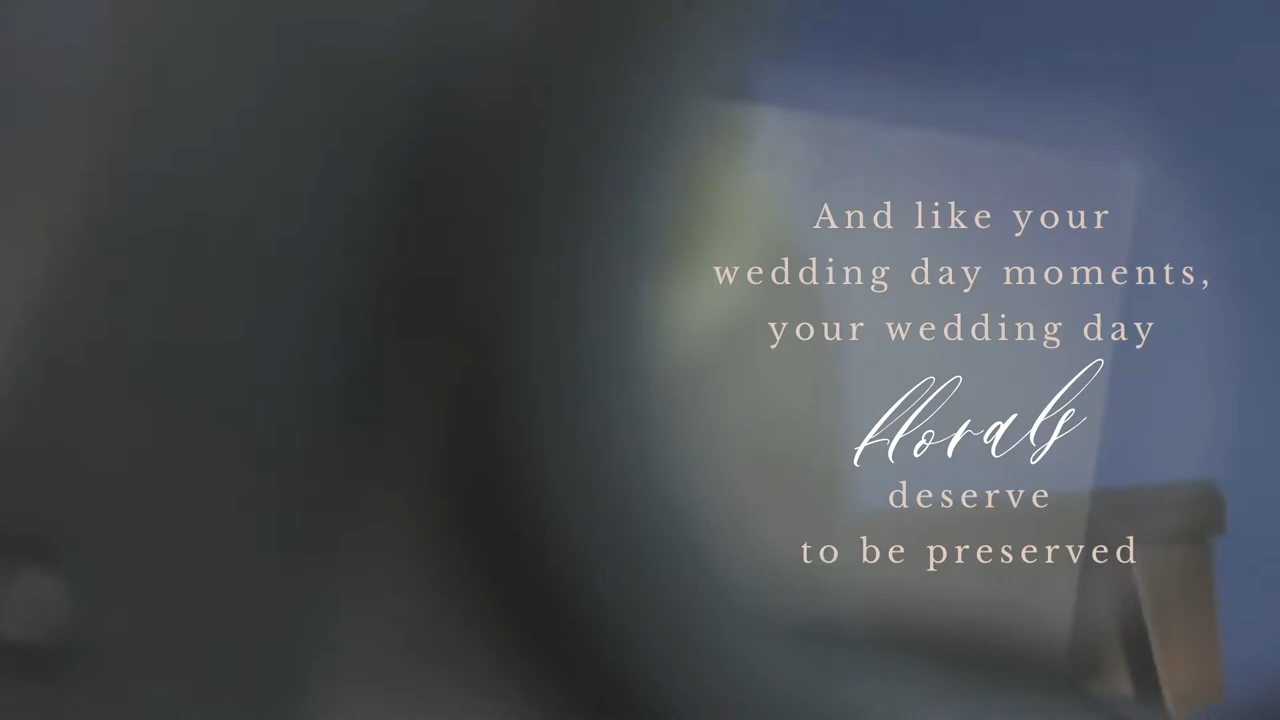 And like your
wedding day moments,
your wedding day
florals
deserve
to be preserved